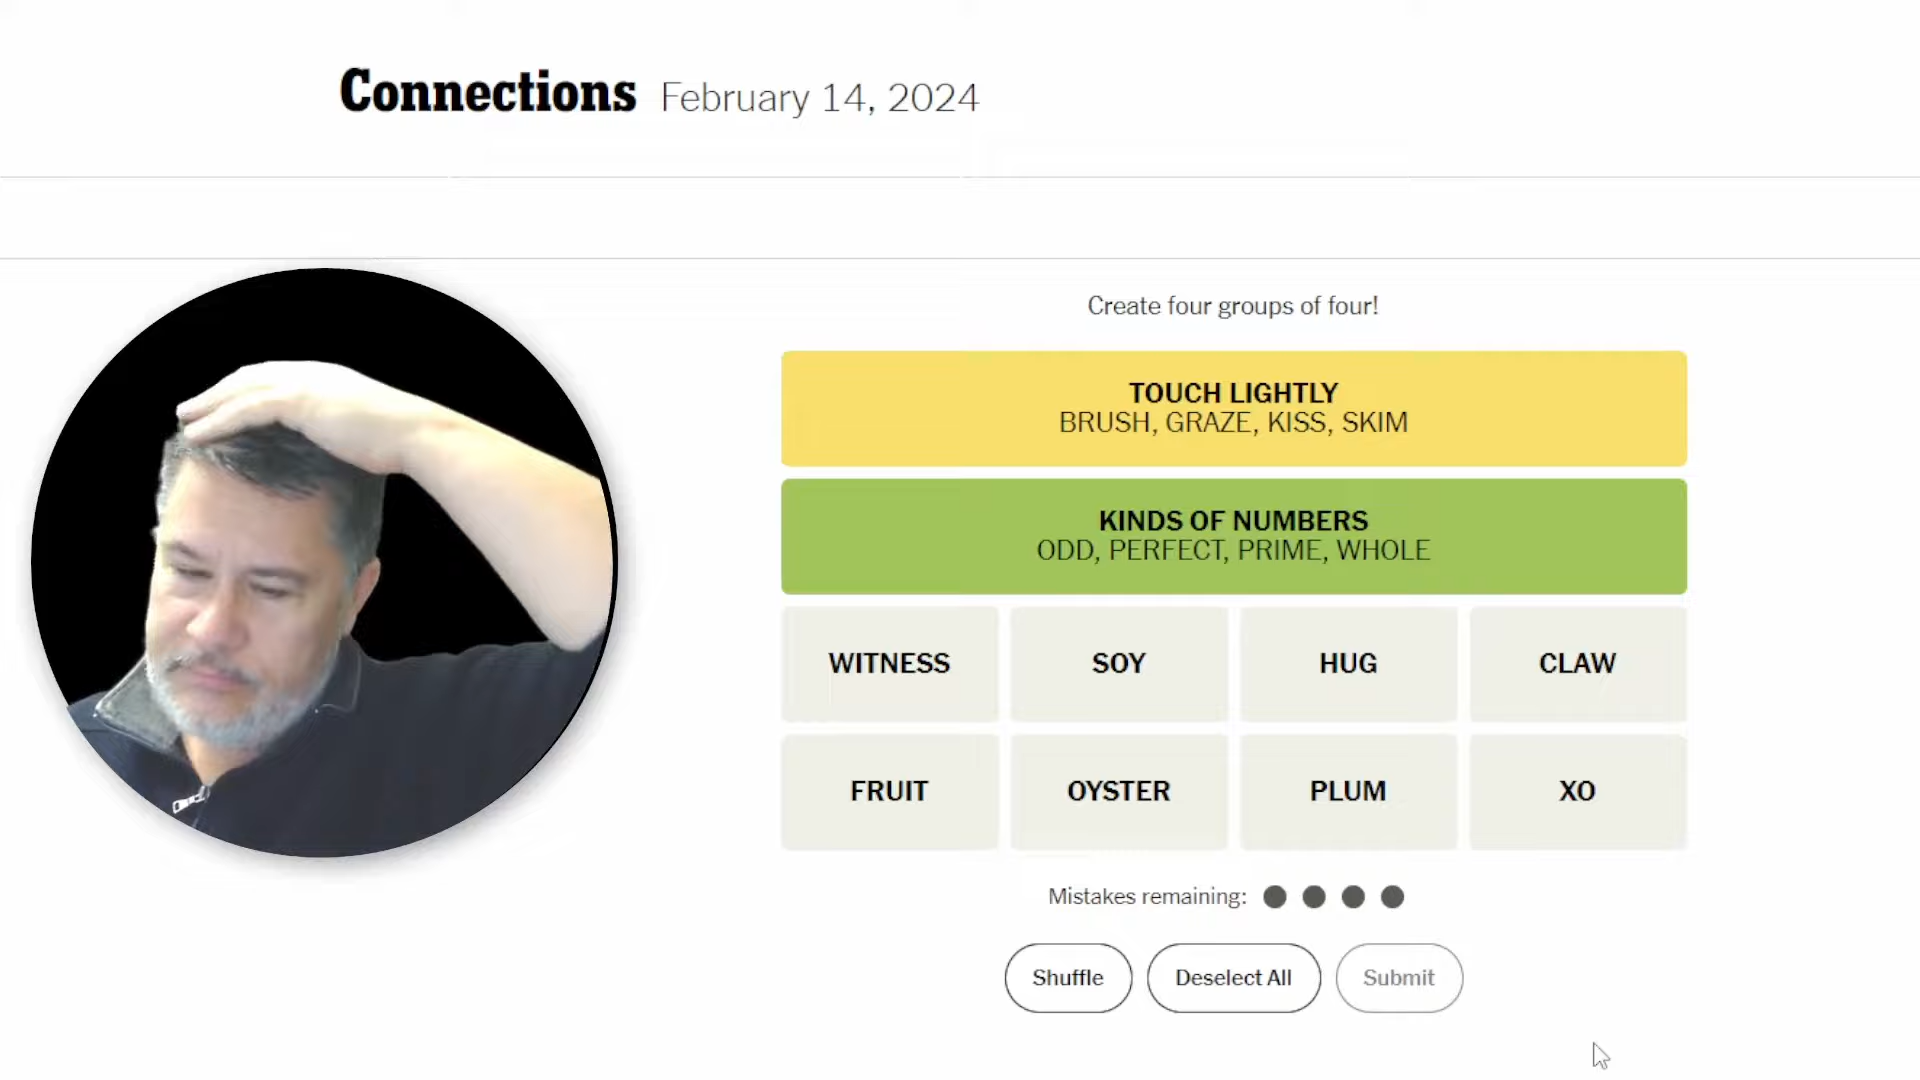 Connections February 14, 2024
Create four groups of four!
TOUCH LIGHTLY
BRUSH, GRAZE, KISS, SKIM
KINDS OF NUMBERS
ODD, PERFECT, PRIME, WHOLE
WITNESS SOY HUG CLAW
FRUIT OYSTER PLUM XO
Mistakes remaining:
Shuffle Deselect All Submit